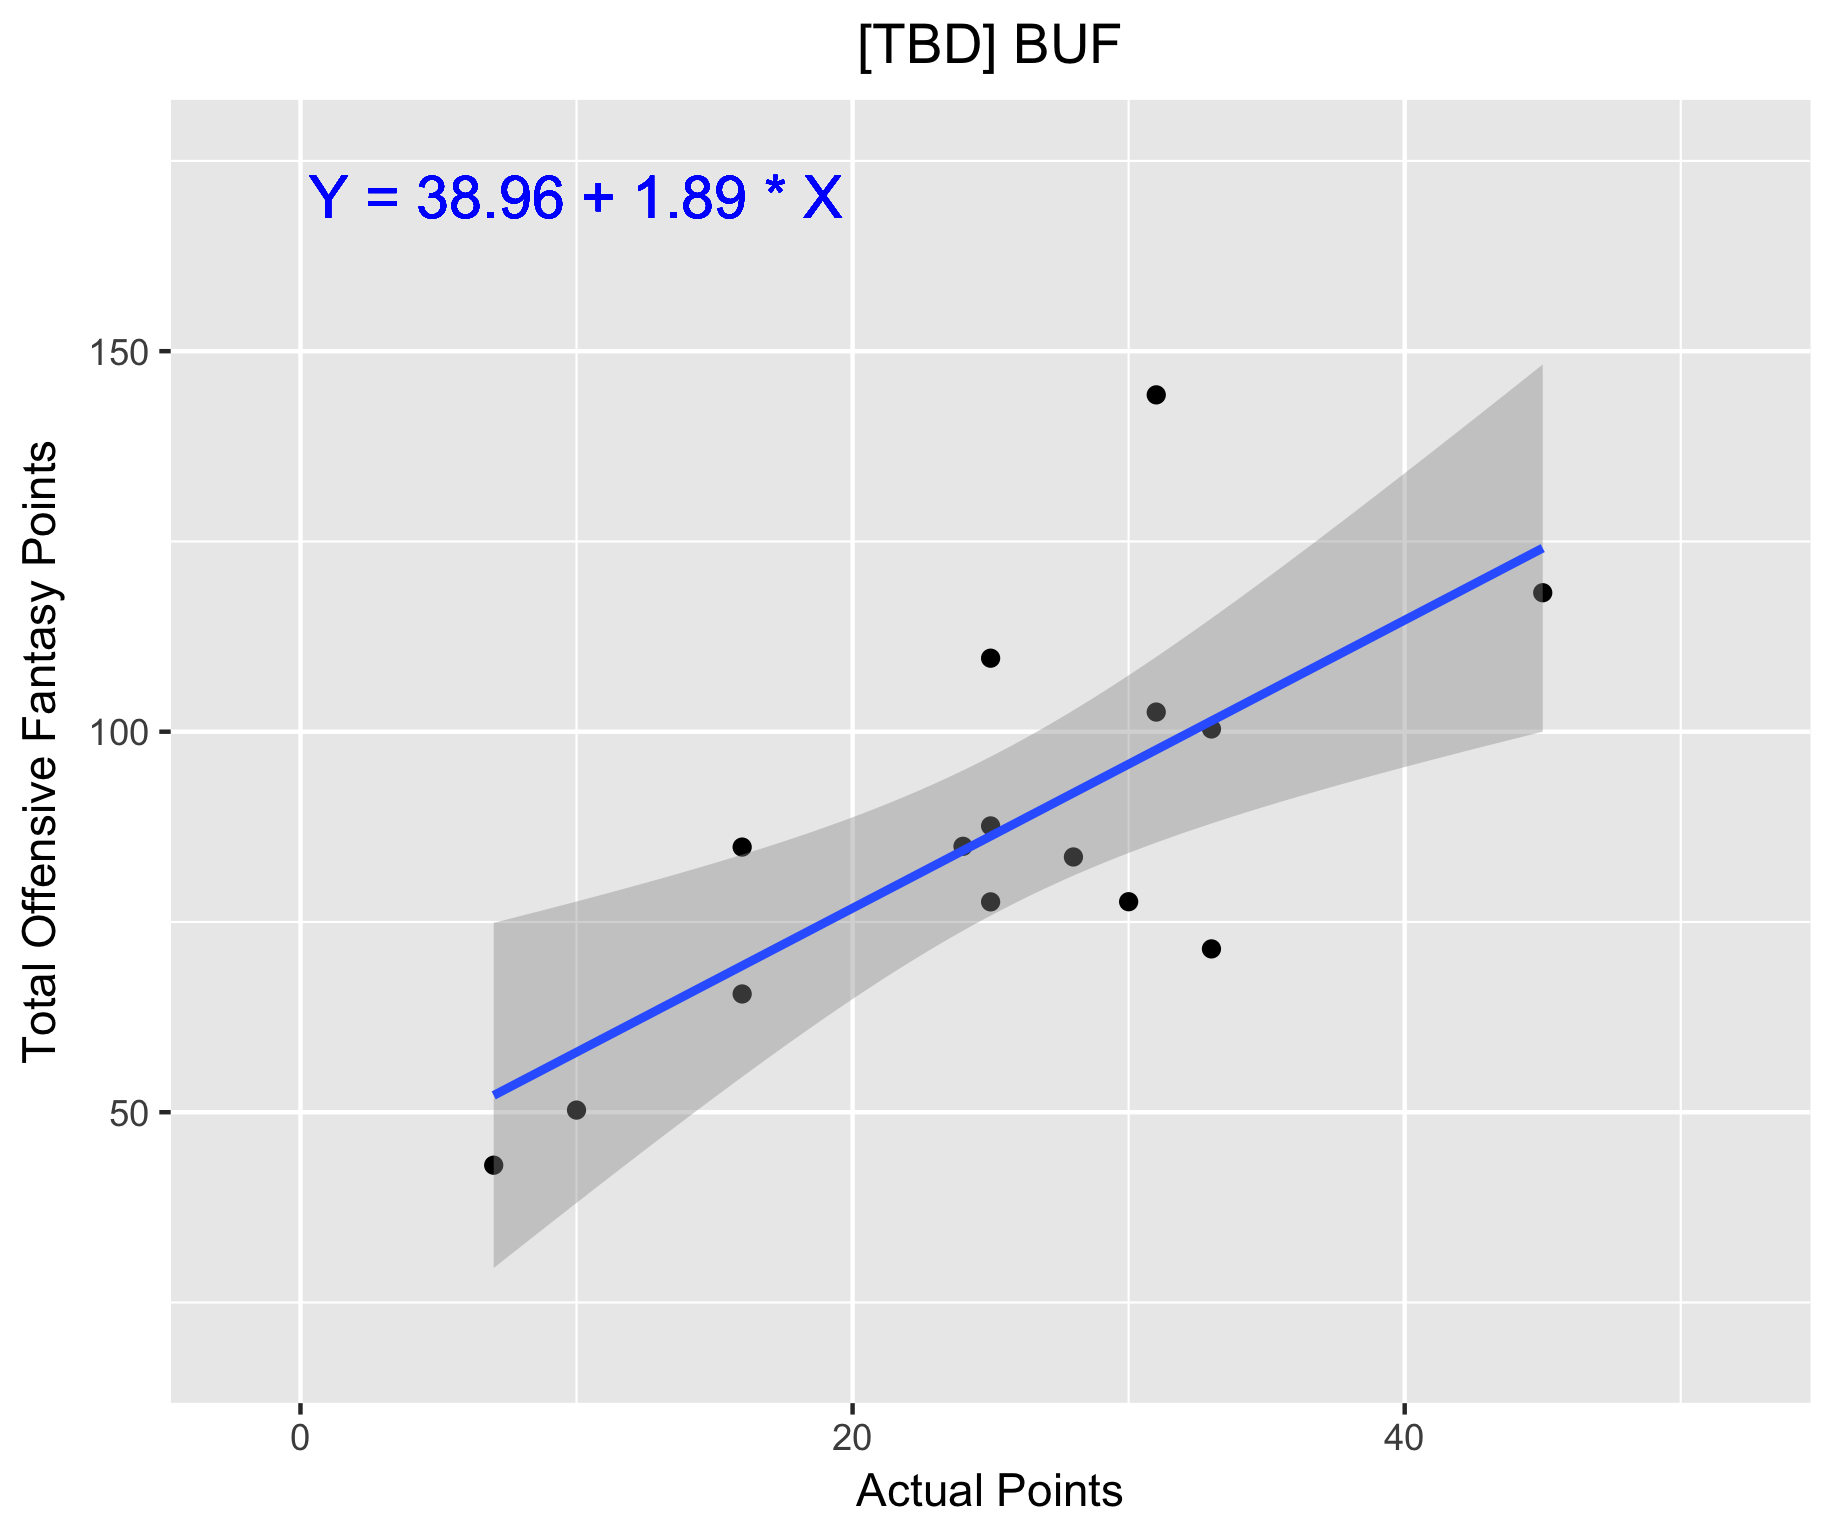 [TBD] BUF
Y = 38.96 + 1.89 * X
150
100
50
Total Offensive Fantasy Points
0
20
40
Actual Points